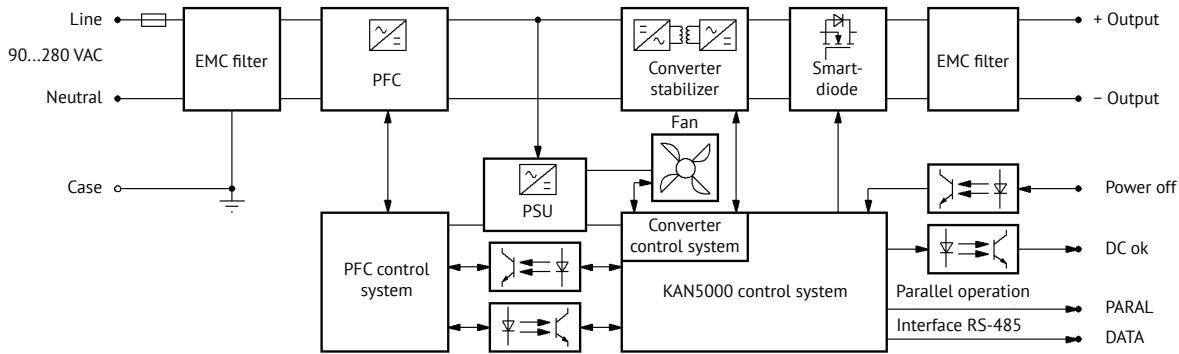 Line
90...280 VAC
Neutral
Case
EMC filter
PFC
Converter
stabilizer
Smart-
diode
EMC filter
+ Output
− Output
Fan
PSU
PFC control
system
Converter
control system
KAN5000 control system
Power off
DC ok
Parallel operation
PARAL
Interface RS-485
DATA